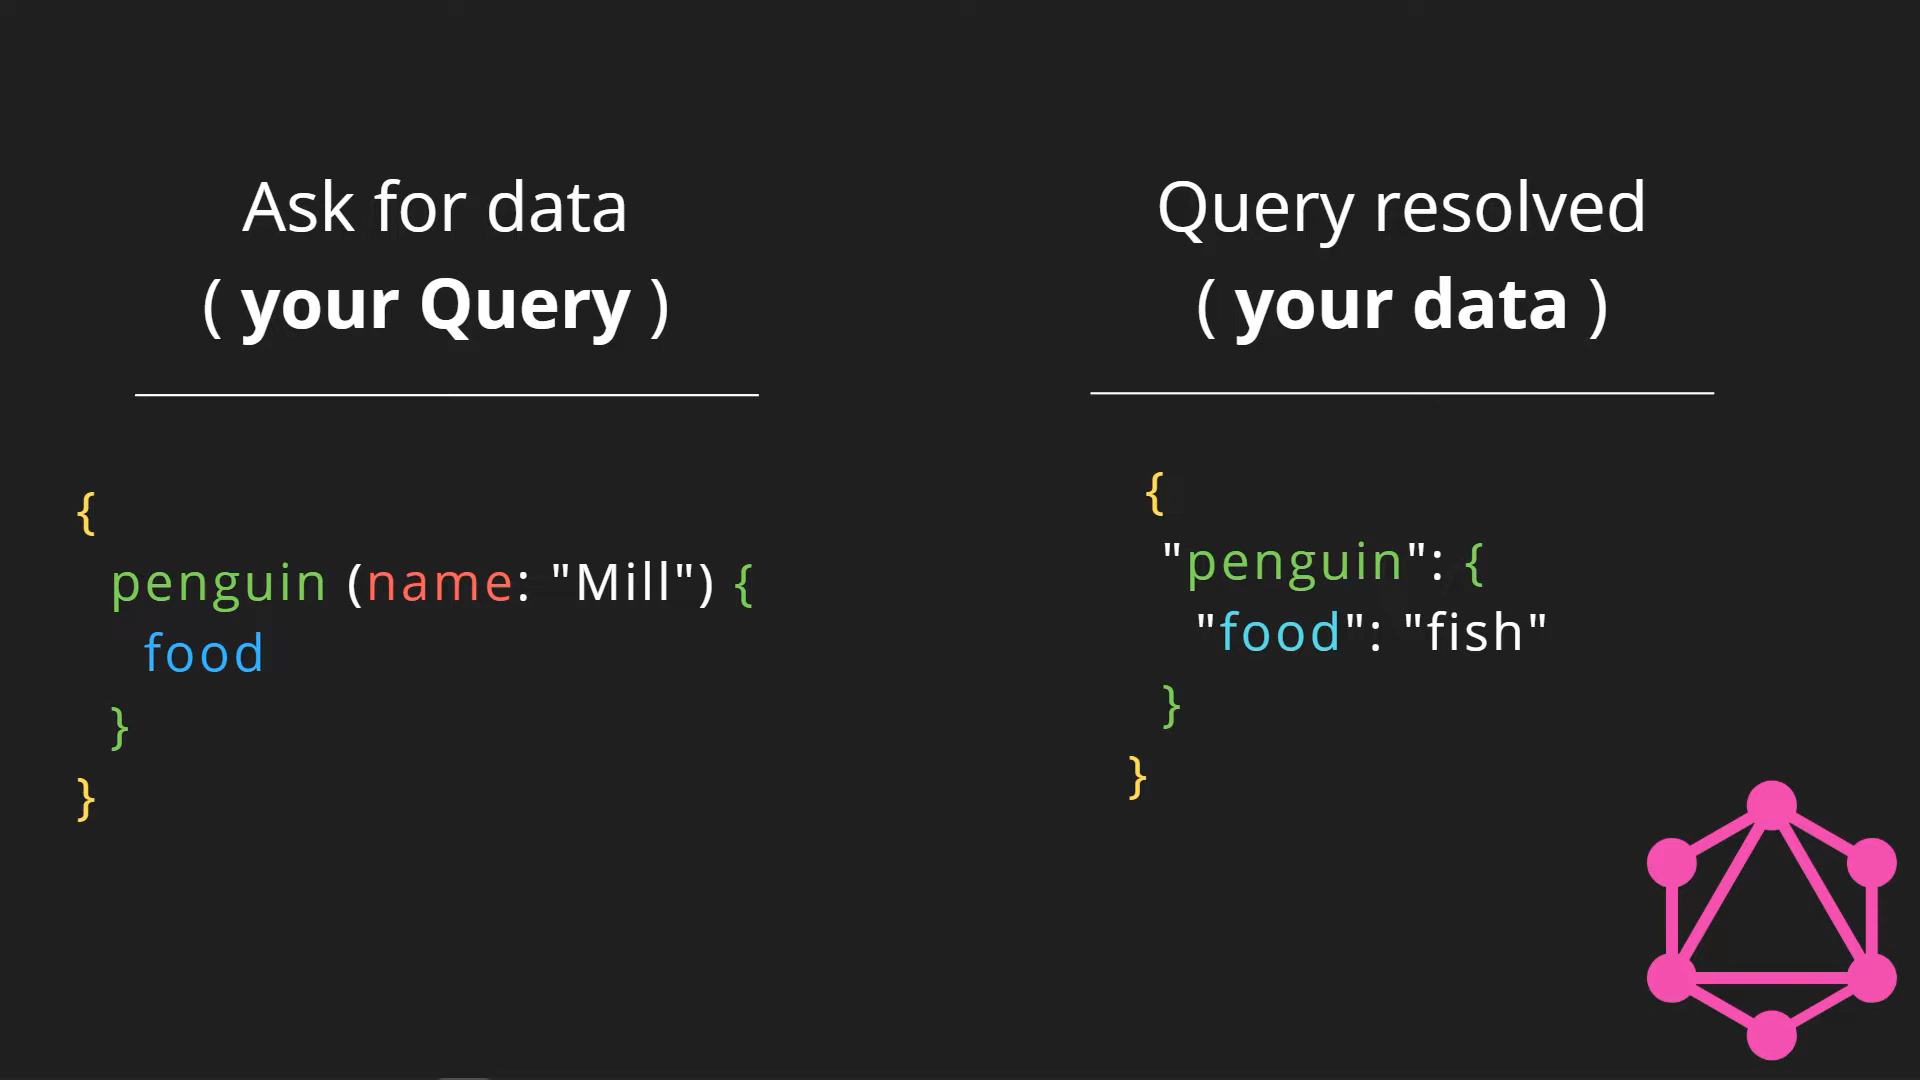 Ask for data
( your Query )
{
penguin (name: "Mill") {
food
}
}
Query resolved
( your data )
{
"penguin": {
"food": "fish"
}
}